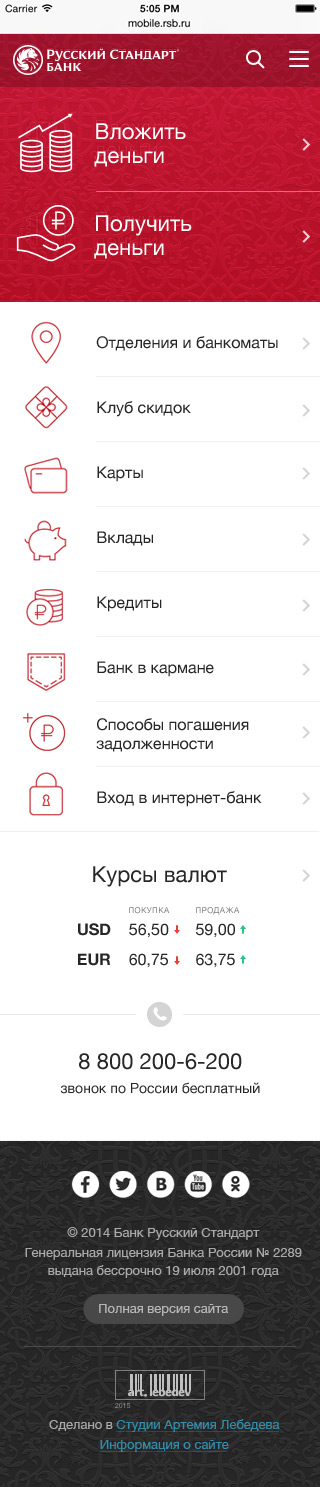 Carrier 5:05 PM
mobile.rsb.ru
Русский Стандарт
Банк
Вложить
деньги
Получить
деньги
Отделения и банкоматы
Клуб скидок
Карты
Вклады
Кредиты
Банк в кармане
Способы погашения
задолженности
Вход в интернет-банк
Курсы валют
ПОКУПКА ПРОДАЖА
USD 56,50 59,00
EUR 60,75 63,75
8 800 200-6-200
звонок по России бесплатный
You
Tube
© 2014 Банк Русский Стандарт
Генеральная лицензия Банка России № 2289
выдана бессрочно 19 июля 2001 года
Полная версия сайта
art. lebedev
2015
Сделано в Студии Артемия Лебедева
Информация о сайте